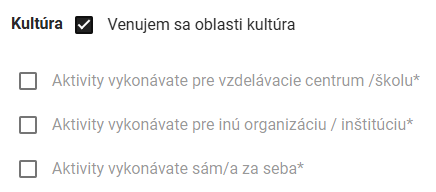 Kultúra Venujem sa oblasti kultúra
Aktivity vykonávate pre vzdelávacie centrum /školu*
Aktivity vykonávate pre inú organizáciu / inštitúciu*
Aktivity vykonávate sám/a za seba*